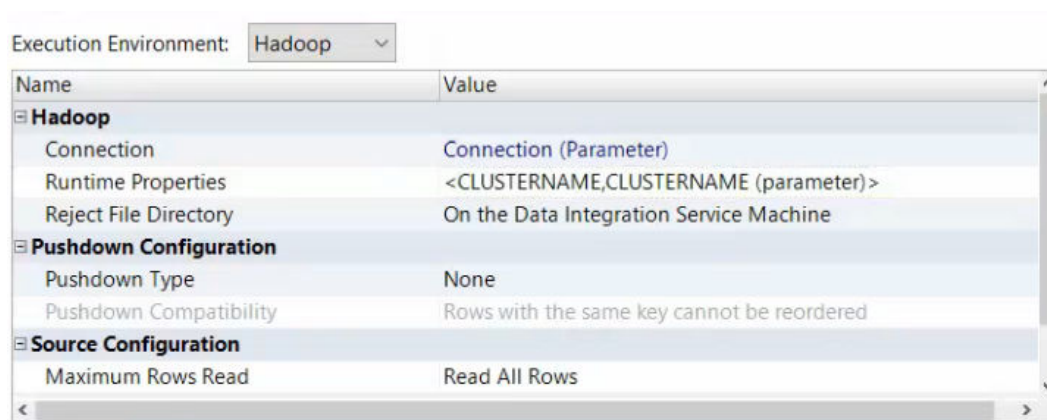 Execution Environment: Hadoop
Name Value
Hadoop
Connection Connection (Parameter)
Runtime Properties <CLUSTERNAME,CLUSTERNAME (parameter)>
Reject File Directory On the Data Integration Service Machine
Pushdown Configuration
Pushdown Type None
Pushdown Compatibility Rows with the same key cannot be reordered
Source Configuration
Maximum Rows Read Read All Rows